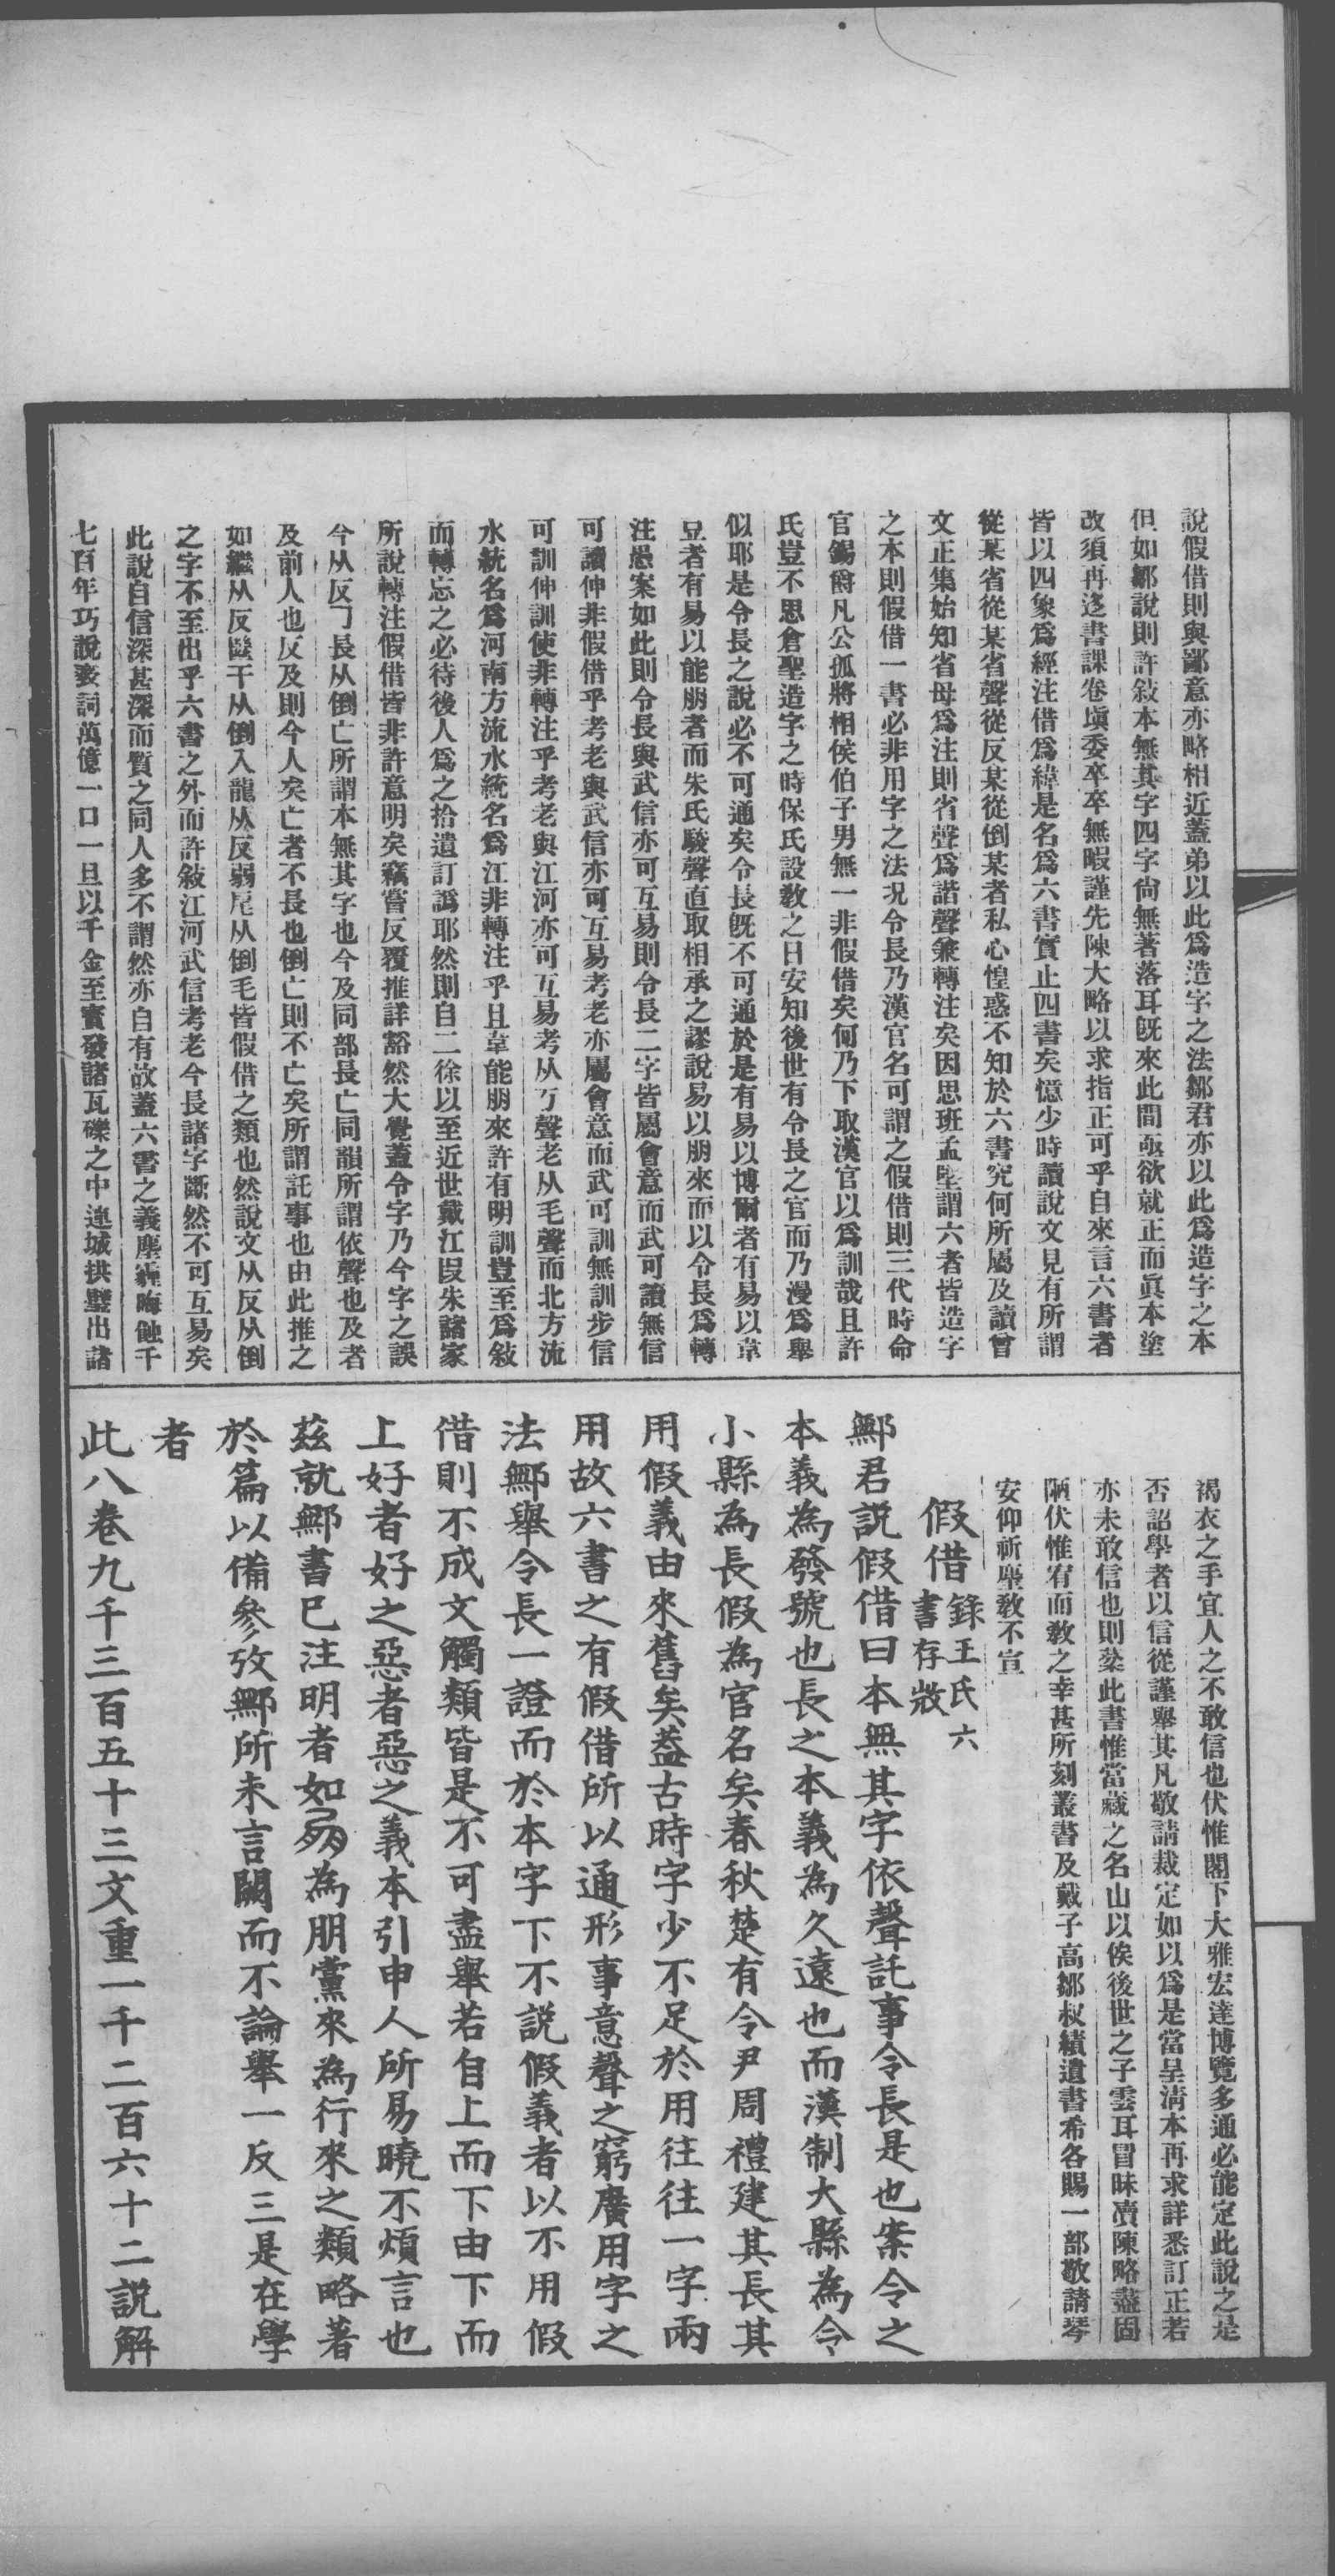 說假借則與鄙意亦略相近蓋弟以此爲造字之法鄒君亦以此爲造字之本
但如鄒說則許敍本無其字四字尙無著落耳旣來此間亟欲就正而眞本塗
改須再迻書課卷塡委卒卒無暇謹先陳大略以求指正可乎自來言六書者
皆以四象爲經注借爲緯是名爲六書實止四書矣憶少時讀說文見有所謂
從某省從某省聲從反某從倒某者私心惶惑不知於六書究何所屬及讀曾
文正集始知省母爲注則省聲爲諧聲兼轉注矣因思班孟堅謂六者皆造字
之本則假借一書必非用字之法况令長乃漢官名可謂之假借則三代時命
官錫爵凡公孤將相侯伯子男無一非假借矣何乃下取漢官以爲訓哉且許
氏豈不思倉聖造字之時保氏設敎之日安知後世有令長之官而乃漫爲舉
似耶是令長之說必不可通矣令長旣不可通於是有易以博爾者有易以韋
豆者有易以能朋者而朱氏駿聲直取相承之謬說易以朋來而以令長爲轉
注愚案如此則令長與武信亦可互易則令長二字皆屬會意而武可讀無信
可讀伸非假借乎考老與武信亦可互易考老亦屬會意而武可訓無訓步信
可訓伸訓使非轉注乎考老與江河亦可互易考从丂聲老从毛聲而北方流
水統名爲河南方流水統名爲江非轉注乎且韋能朋來許有明訓豈至爲敍
而轉忘之必待後人爲之拾遺訂譌耶然則自二徐以至近世戴江段朱諸家
所說轉注假借皆非許意明矣竊嘗反覆推詳豁然大覺蓋令字乃今字之誤
今从反㇆長从倒亡所謂本無其字也今及同部長亡同韻所謂依聲也及者
及前人也反及則今人矣亡者不長也倒亡則不亡矣所謂託事也由此推之
如繼从反㡭干从倒入龍从反弱尾从倒毛皆假借之類也然說文从反从倒
之字不至出乎六書之外而許敍江河武信考老今長諸字斷然不可互易矣
此說自信深甚深而質之同人多不謂然亦自有故蓋六書之義塵霾晦蝕千
七百年巧說衺詞萬億一口一旦以千金至寶發諸瓦礫之中連城拱璧出諸
褐衣之手宜人之不敢信也伏惟閣下大雅宏達博覽多通必能定此說之是
否詔學者以信從謹舉其凡敬請裁定如以爲是當呈淸本再求詳悉訂正若
亦未敢信也則棄此書惟當藏之名山以俟後世之子雲耳冒昧凟陳略盡固
陋伏惟宥而敎之幸甚所刻叢書及戴子高鄒叔績遺書希各賜一部敬請琴
安仰祈壐敎不宣
假借 錄王氏六
書存㪚
鄦君説假借曰本無其字依聲託事令長是也案令之
本義為發號也長之本義為久遠也而漢制大縣為令
小縣為長假為官名矣春秋楚有令尹周禮建其長其
用假義由來舊矣葢古時字少不足於用往往一字兩
用故六書之有假借所以通形事意聲之窮廣用字之
法鄦舉令長一證而於本字下不説假義者以不用假
借則不成文觸類皆是不可盡舉若自上而下由下而
上好者好之惡者惡之義本引申人所易曉不煩言也
茲就鄦書已注明者如為朋黨來為行來之類略著
於篇以備參攷鄦所未言闕而不論舉一反三是在學
者
此八卷九千三百五十三文重一千二百六十二説解